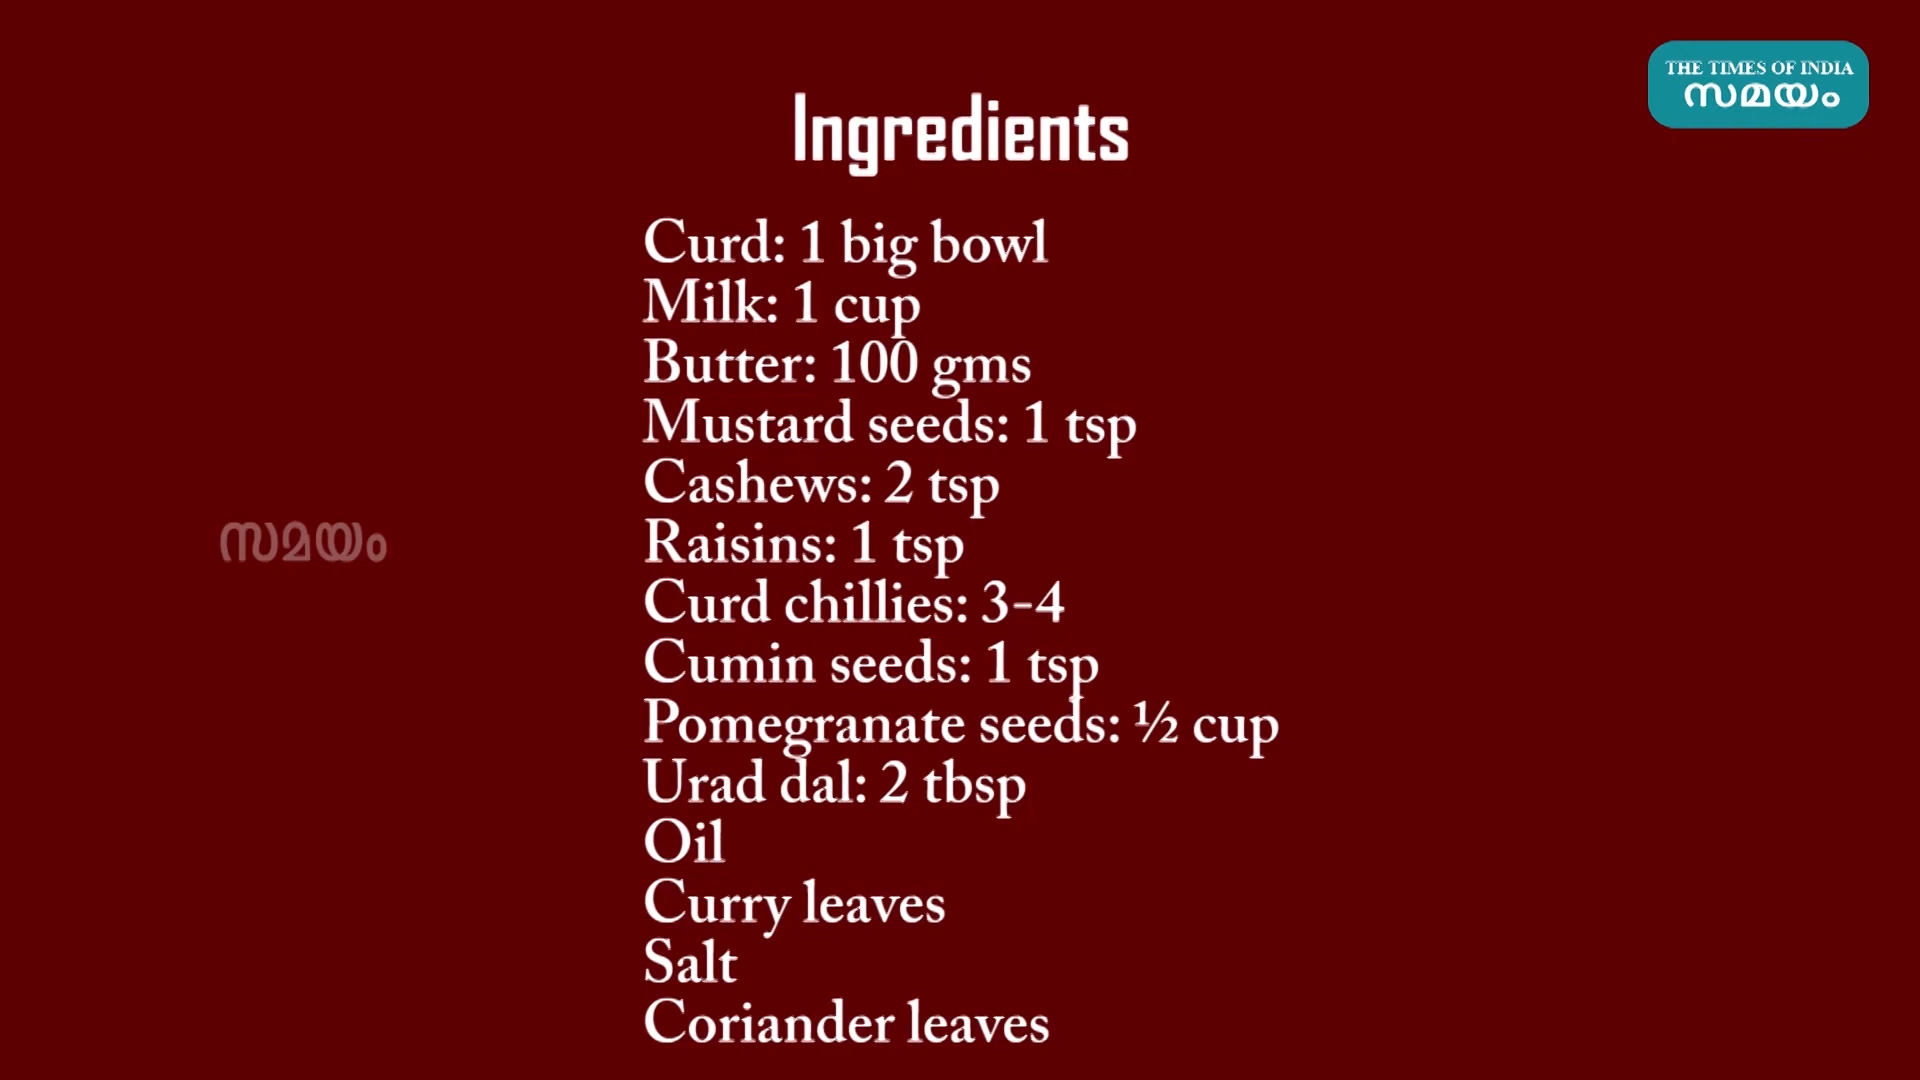 THE TIMES OF INDIA
സമയം
Ingredients
Curd: 1 big bowl
Milk: 1 cup
Butter: 100 gms
Mustard seeds: 1 tsp
Cashews: 2 tsp
സമയം
Raisins: 1 tsp
Curd chillies: 3-4
Cumin seeds: 1 tsp
Pomegranate seeds: ½ cup
Urad dal: 2 tbsp
Oil
Curry leaves
Salt
Coriander leaves